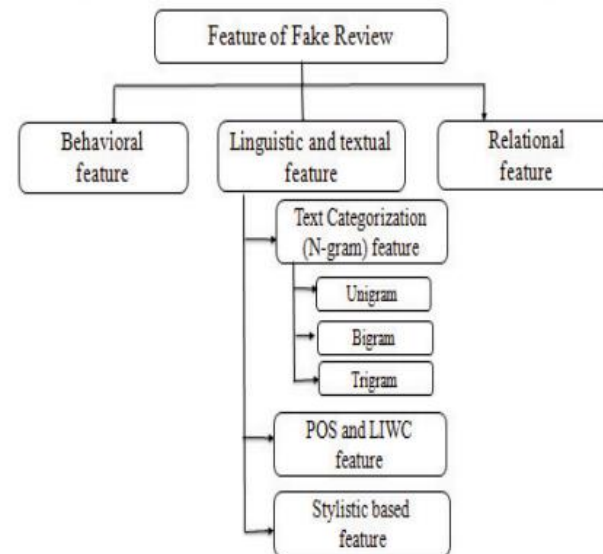 Feature of Fake Review
Behavioral
feature
Linguistic and textual
feature
Relational
feature
Text Categorization
(N-gram) feature
Unigram
Bigram
Trigram
POS and LIWC
feature
Stylistic based
feature